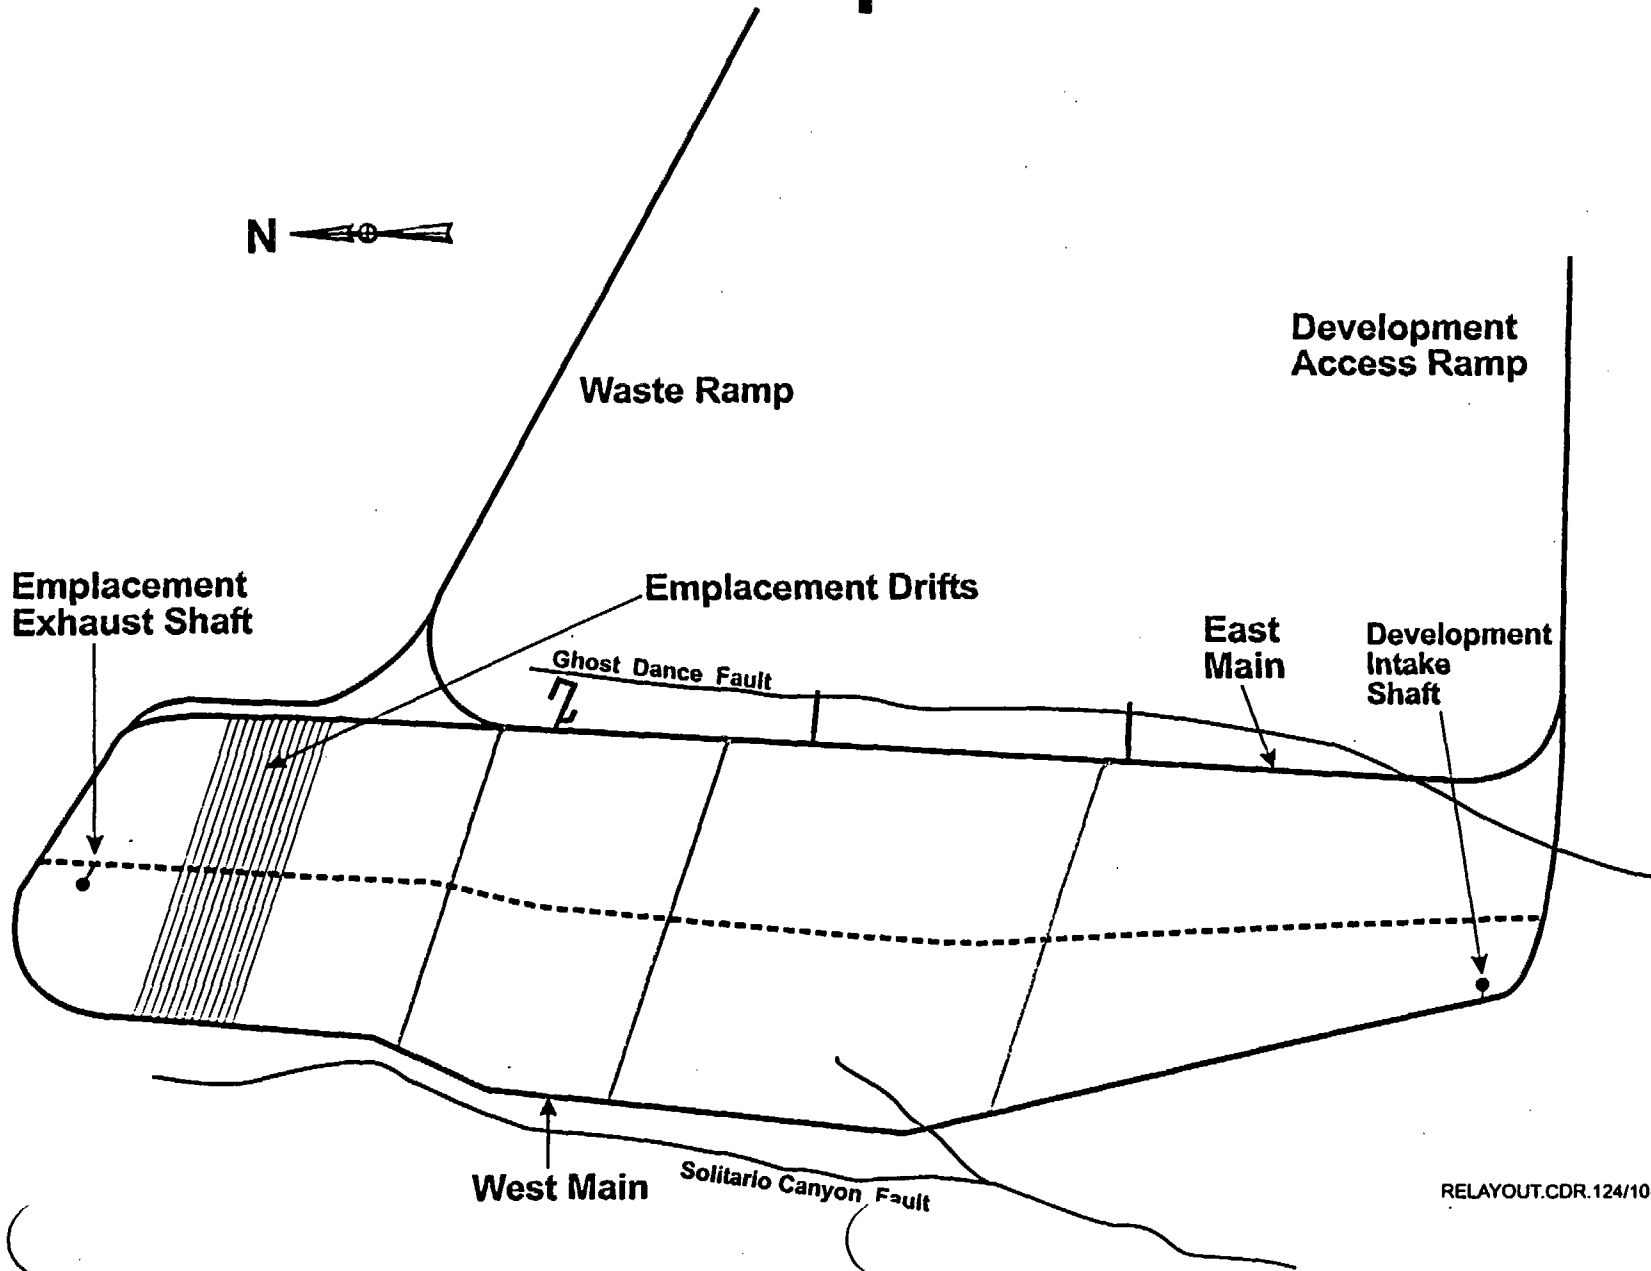 N
Development
Access Ramp
Waste Ramp
Emplacement
Exhaust Shaft
Emplacement Drifts
East
Main
Development
Intake
Shaft
Ghost Dance Fault
West Main
Solitario Canyon Fault
RELAYOUT.CDR.124/10